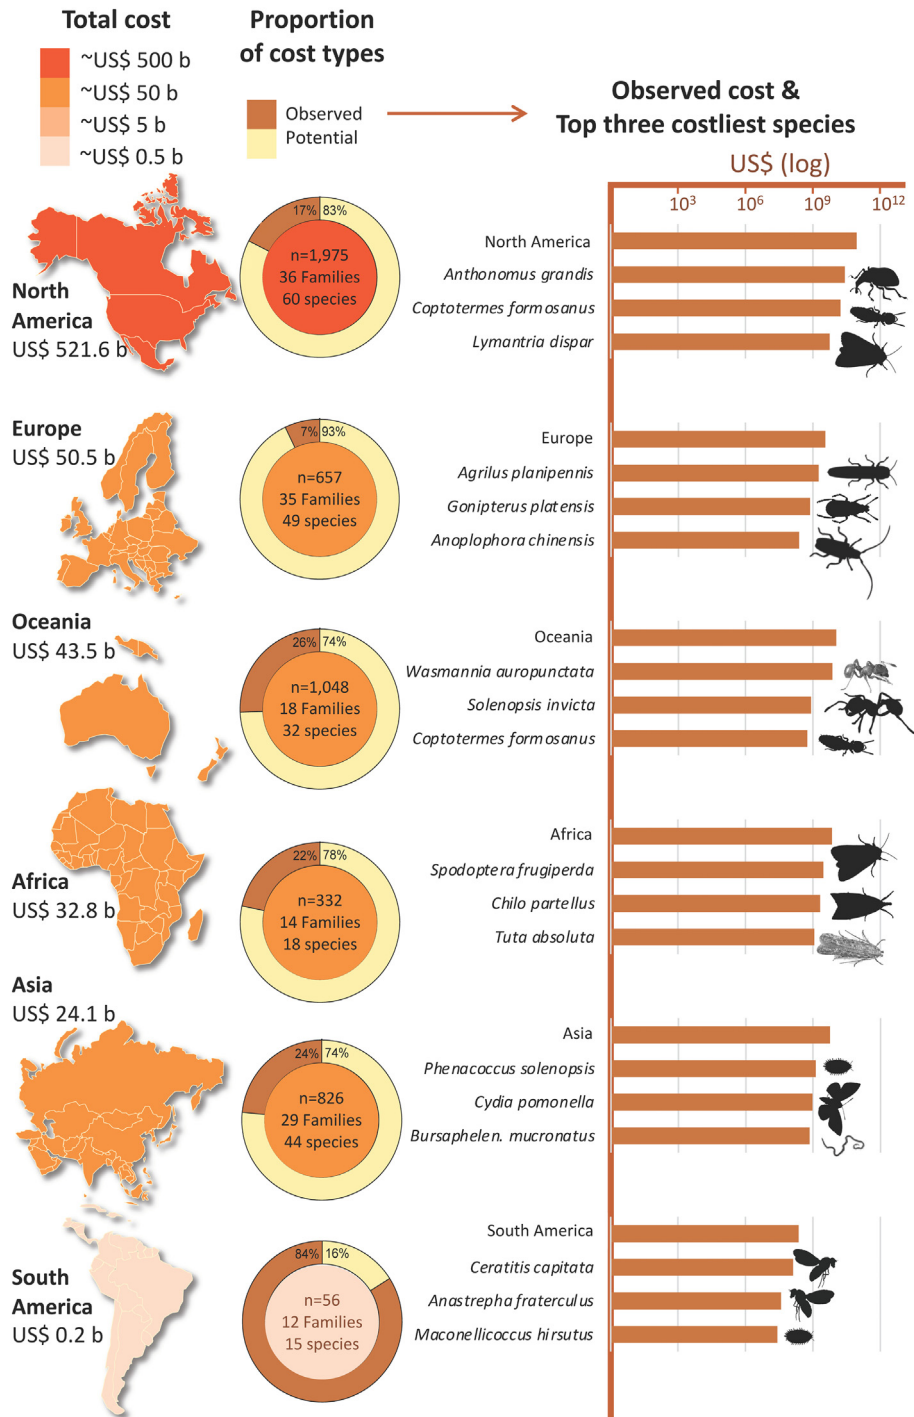 Total cost
~US$ 500 b
~US$ 50 b
~US$ 5 b
~US$ 0.5 b
Proportion
of cost types
Observed
Potential
Observed cost &
Top three costliest species
US$ (log)
10³ 10⁶ 10⁹ 10¹²
North
America
US$ 521.6 b
17% 83%
n=1,975
36 Families
60 species
North America
Anthonomus grandis
Coptotermes formosanus
Lymantria dispar
Europe
US$ 50.5 b
7% 93%
n=657
35 Families
49 species
Europe
Agrilus planipennis
Gonipterus platensis
Anoplophora chinensis
Oceania
US$ 43.5 b
26% 74%
n=1,048
18 Families
32 species
Oceania
Wasmannia auropunctata
Solenopsis invicta
Coptotermes formosanus
Africa
US$ 32.8 b
22% 78%
n=332
14 Families
18 species
Africa
Spodoptera frugiperda
Chilo partellus
Tuta absoluta
Asia
US$ 24.1 b
24% 74%
n=826
29 Families
44 species
Asia
Phenacoccus solenopsis
Cydia pomonella
Bursaphelen. mucronatus
South
America
US$ 0.2 b
84% 16%
n=56
12 Families
15 species
South America
Ceratitis capitata
Anastrepha fraterculus
Maconellicoccus hirsutus